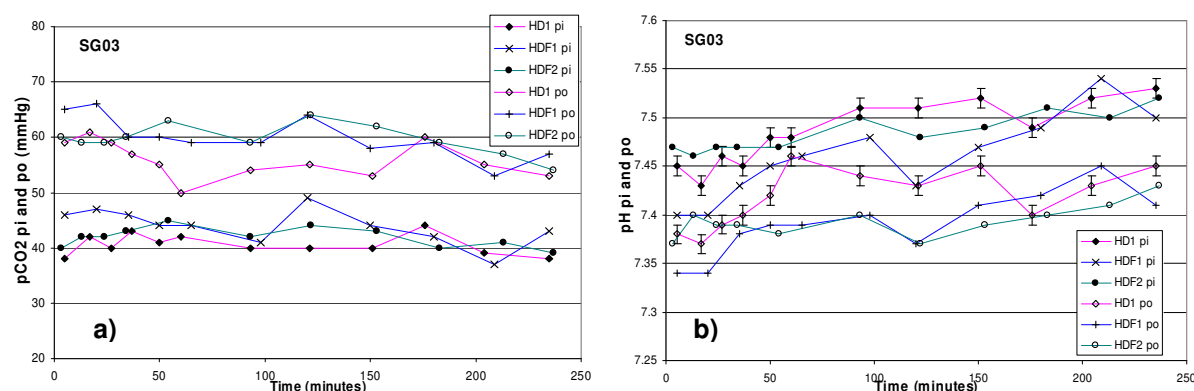 80
70
60
50
40
30
20
0
50
100
150
200
250
pCO2 pi and po (mmHg)
Time (minutes)
SG03
a)
HD1 pi
HDF1 pi
HDF2 pi
HD1 po
HDF1 po
HDF2 po
7.6
7.55
7.5
7.45
7.4
7.35
7.3
7.25
0
50
100
150
200
250
pH pi and po
Time (minutes)
SG03
b)
HD1 pi
HDF1 pi
HDF2 pi
HD1 po
HDF1 po
HDF2 po